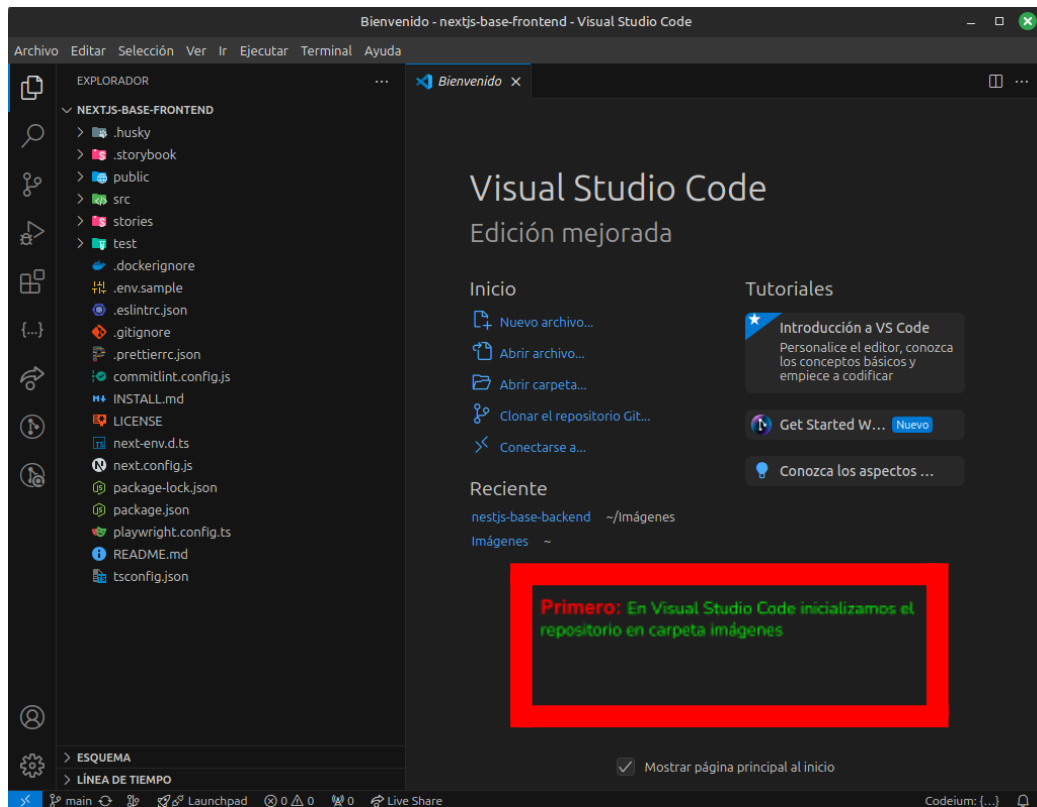 Bienvenido - nextjs-base-frontend - Visual Studio Code
Archivo Editar Selección Ver Ir Ejecutar Terminal Ayuda
EXPLORADOR
Bienvenido
NEXTJS-BASE-FRONTEND
.husky
.storybook
public
src
stories
test
.dockerignore
.env.sample
.eslintrc.json
.gitignore
.prettierrc.json
commitlint.config.js
INSTALL.md
LICENSE
next-env.d.ts
next.config.js
package-lock.json
package.json
playwright.config.ts
README.md
tsconfig.json
ESQUEMA
LÍNEA DE TIEMPO
Visual Studio Code
Edición mejorada
Inicio
Nuevo archivo...
Abrir archivo...
Abrir carpeta...
Clonar el repositorio Git...
Conectarse a...
Reciente
nestjs-base-backend ~/Imágenes
Imágenes ~
Tutoriales
Introducción a VS Code
Personalice el editor, conozca
los conceptos básicos y
empiece a codificar
Get Started W... Nuevo
Conozca los aspectos ...
Primero: En Visual Studio Code inicializamos el
repositorio en carpeta imágenes
Mostrar página principal al inicio
main Launchpad 0 0 0 Live Share Codeium: {...}